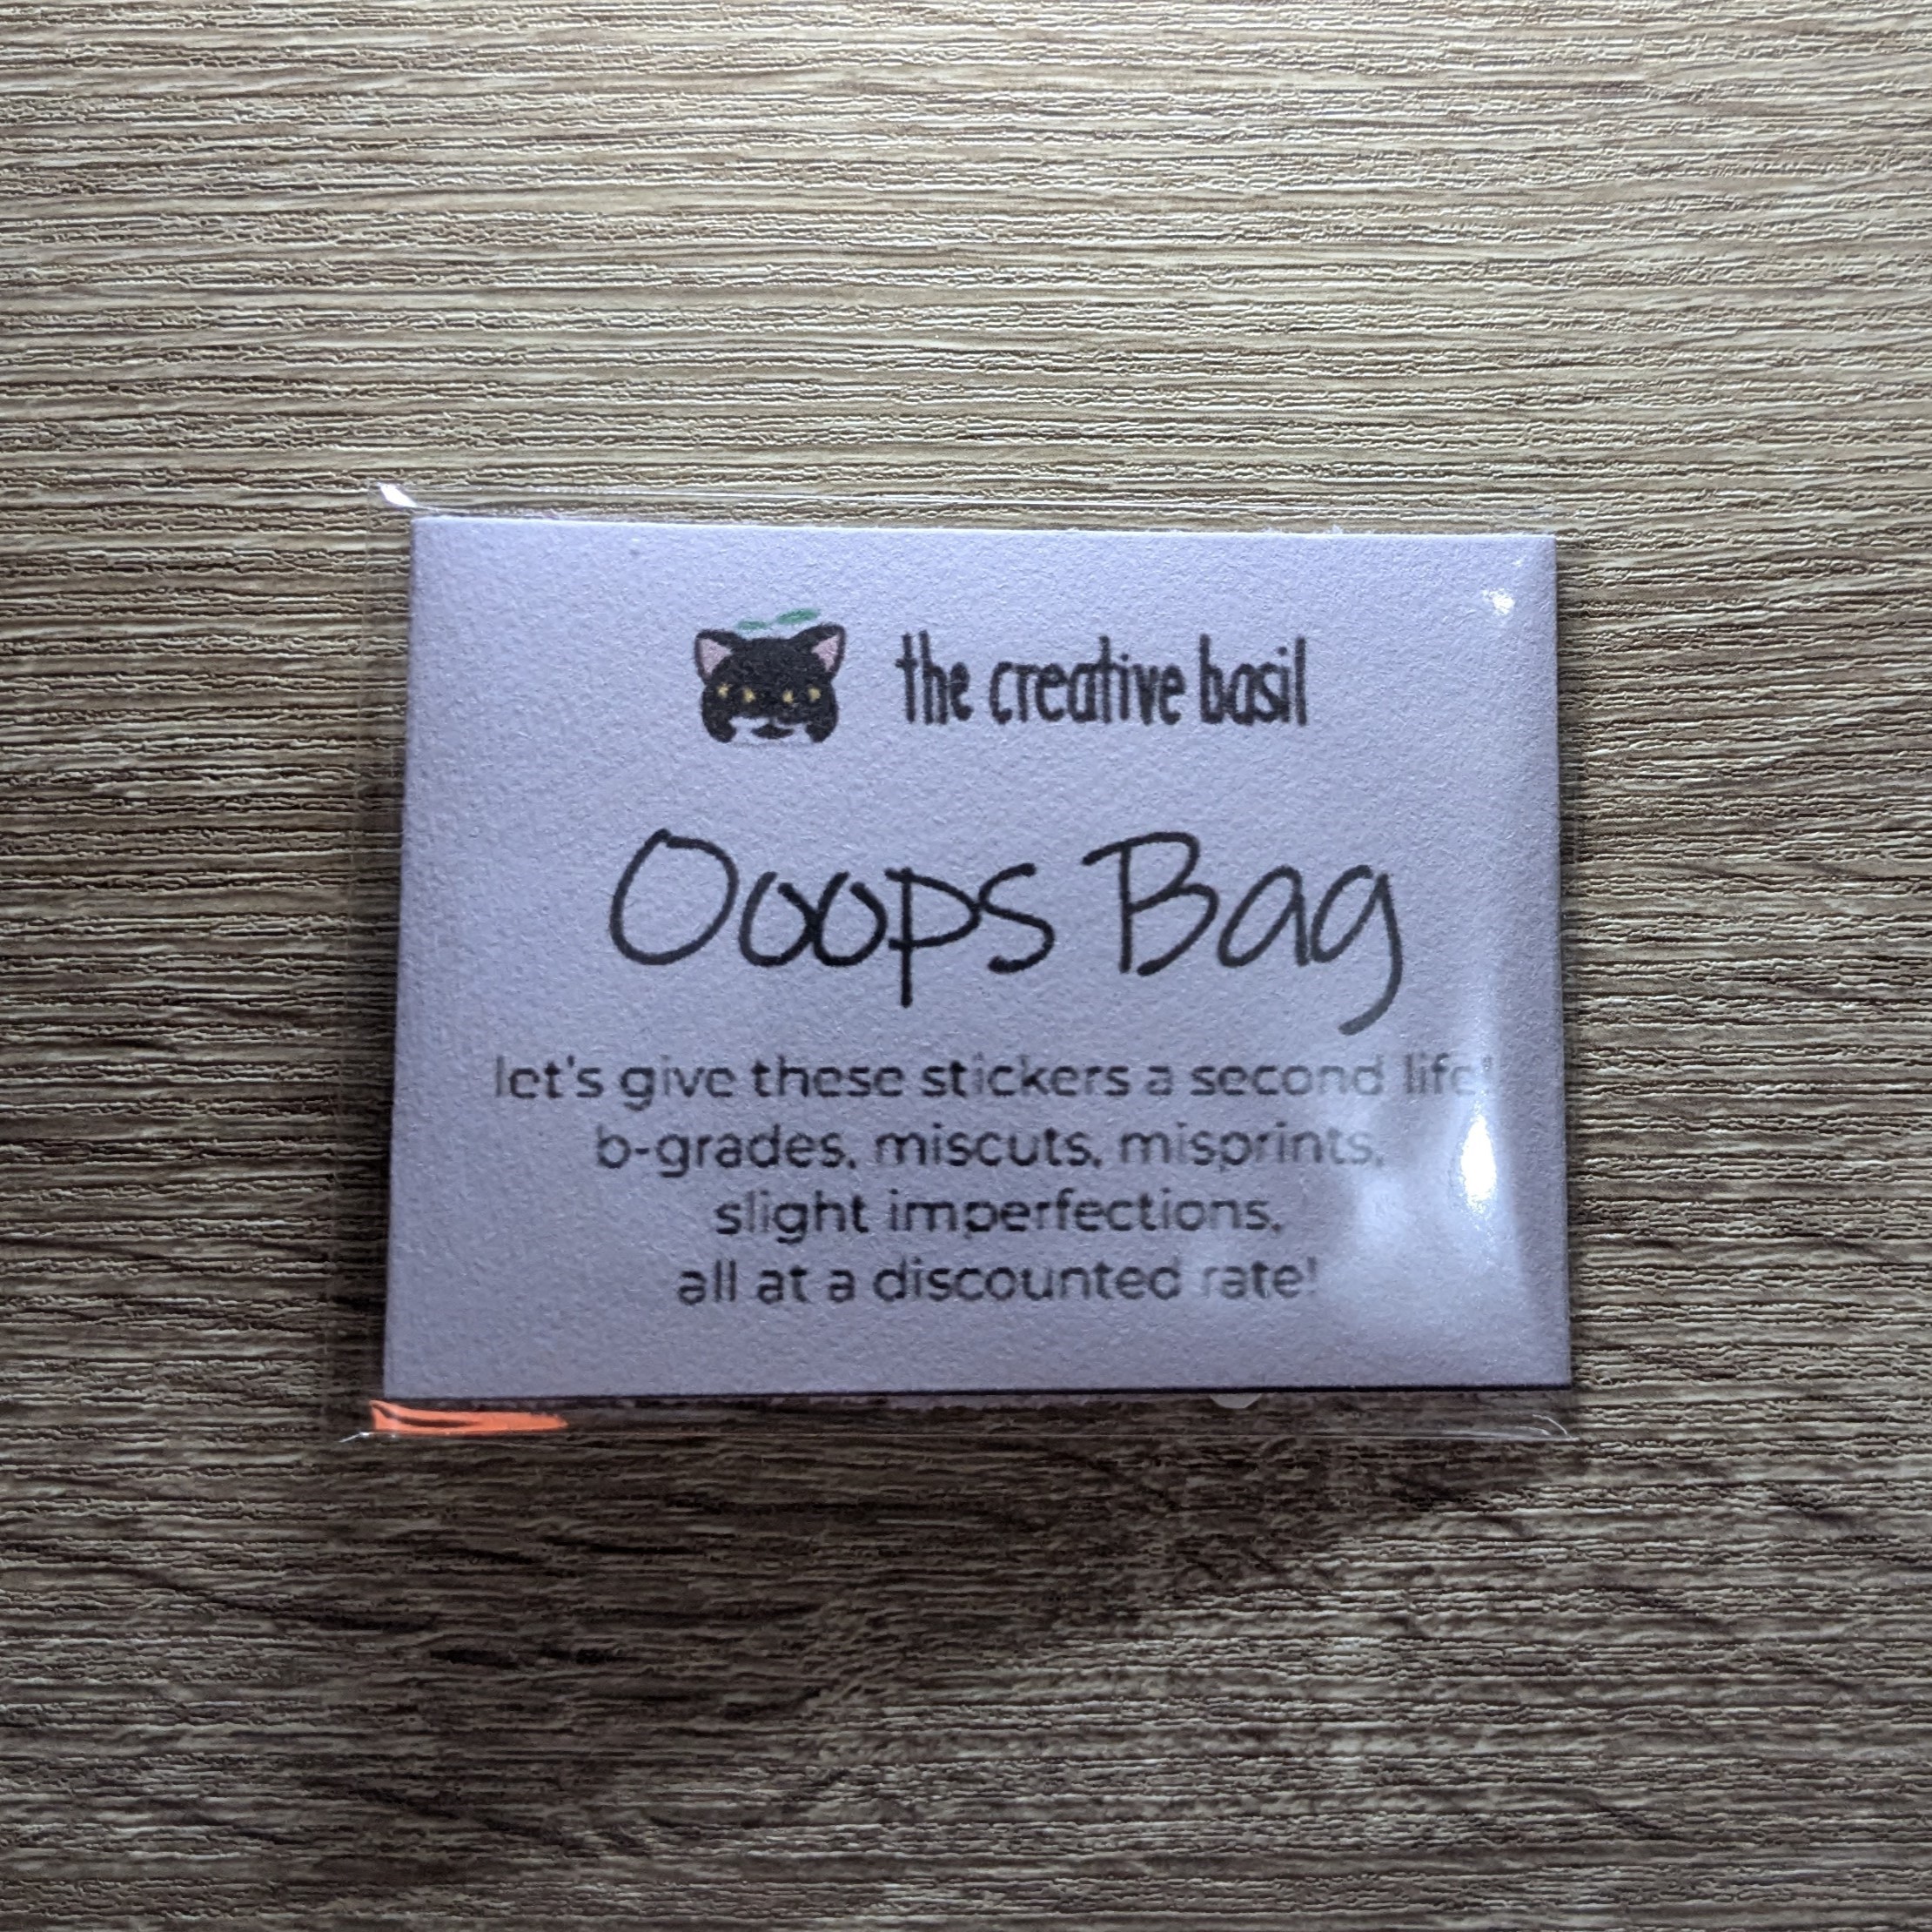 the creative basil
Ooops Bag
let's give these stickers a second life!
b-grades, miscuts, misprints,
slight imperfections,
all at a discounted rate!